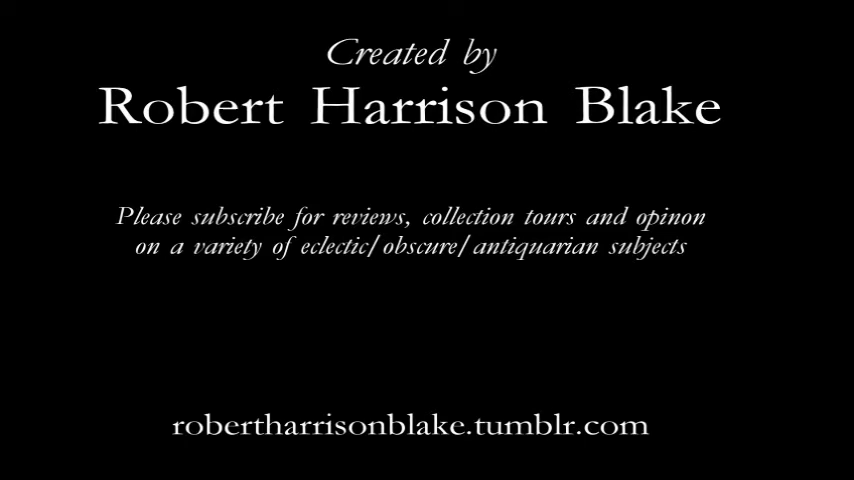 Created by
Robert Harrison Blake
Please subscribe for reviews, collection tours and opinon
on a variety of eclectic/obscure/antiquarian subjects
robertharrisonblake.tumblr.com